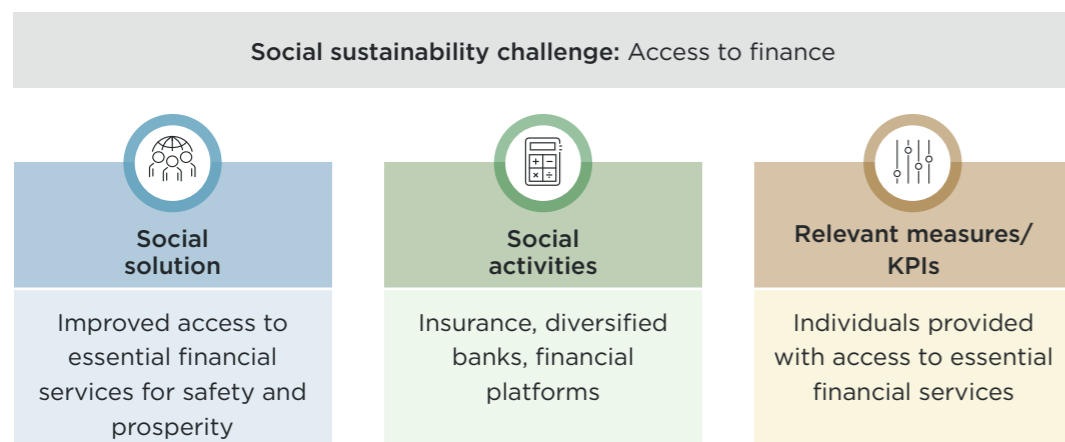 Social sustainability challenge: Access to finance
Social
solution
Improved access to
essential financial
services for safety and
prosperity
Social
activities
Insurance, diversified
banks, financial
platforms
Relevant measures/
KPIs
Individuals provided
with access to essential
financial services